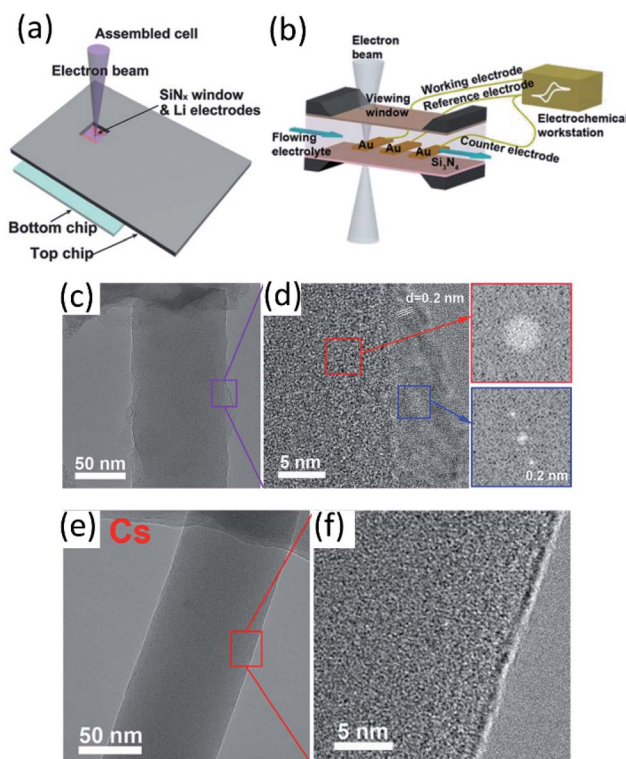 (a)
Assembled cell
Electron beam
SiNₓ window
& Li electrodes
Bottom chip
Top chip
(b)
Electron
beam
Viewing
window
Working electrode
Reference electrode
Electrochemical
workstation
Flowing
electrolyte
Au
Au
Au
Counter electrode
Si₃N₄
(c)
50 nm
(d)
d=0.2 nm
5 nm
0.2 nm
(e)
Cs
50 nm
(f)
5 nm